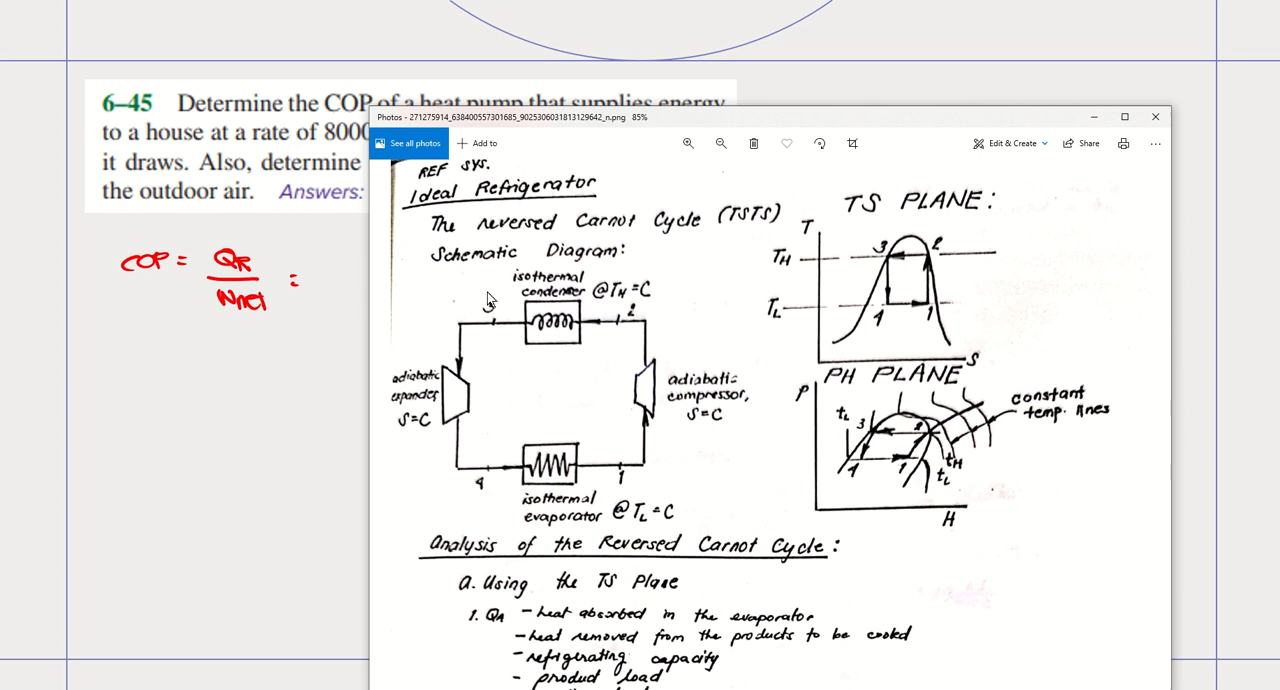 6–45 Determine the COP of a heat pump that supplies energy
to a house at a rate of 8000
it draws. Also, determine
the outdoor air. Answers:
COP = QR / Wnet =
Photos - 271275914_638400557301685_9025306031813129642_n.png 85%
See all photos
Add to
Edit & Create
Share
REF SYS.
Ideal Refrigerator
The reversed Carnot Cycle (TSTS)
Schematic Diagram:
isothermal
condenser @TH=C
3
2
adiabatic
expander
S=C
adiabatic
compressor,
S=C
4
1
isothermal
evaporator @TL=C
TS PLANE:
T
TH
3
2
TL
4
1
S
PH PLANE
P
constant
temp. lines
tL
3
2
4
1
tH
tL
H
Analysis of the Reversed Carnot Cycle:
a. Using the TS Plane
1. QA - heat absorbed in the evaporator
- heat removed from the products to be cooled
- refrigerating capacity
- product load